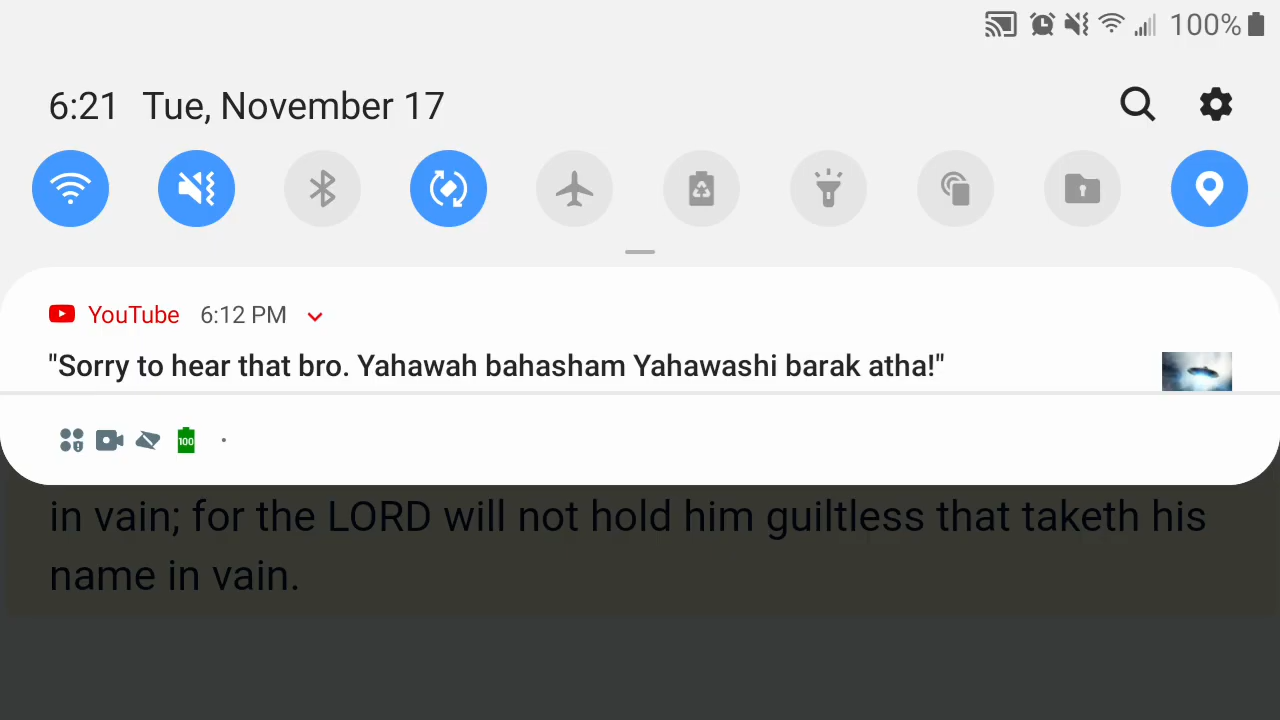 100%
6:21 Tue, November 17
YouTube 6:12 PM
"Sorry to hear that bro. Yahawah bahasham Yahawashi barak atha!"
100
in vain; for the LORD will not hold him guiltless that taketh his
name in vain.